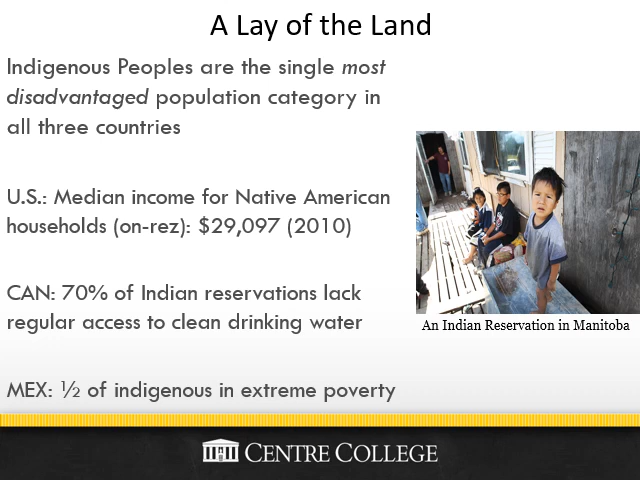 A Lay of the Land
Indigenous Peoples are the single most
disadvantaged population category in
all three countries
U.S.: Median income for Native American
households (on-rez): $29,097 (2010)
CAN: 70% of Indian reservations lack
regular access to clean drinking water
MEX: ½ of indigenous in extreme poverty
An Indian Reservation in Manitoba
CENTRE COLLEGE